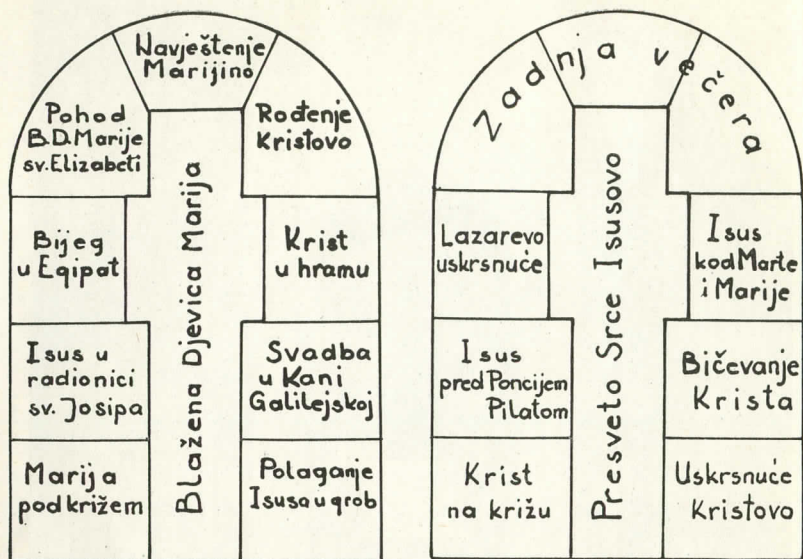 Navještenje
Marijino
Pohod
B.D.Marije
sv.Elizabeti
Rođenje
Kristovo
Blažena Djevica Marija
Bijeg
u Egipat
Krist
u hramu
Isus u
radionici
sv. Josipa
Svadba
u Kani
Galilejskoj
Marija
pod križem
Polaganje
Isusa u grob
Zadnja večera
Presveto Srce Isusovo
Lazarevo
uskrsnuće
Isus
kod Marte
i Marije
Isus
pred Poncijem
Pilatom
Bičevanje
Krista
Krist
na križu
Uskrsnuće
Kristovo